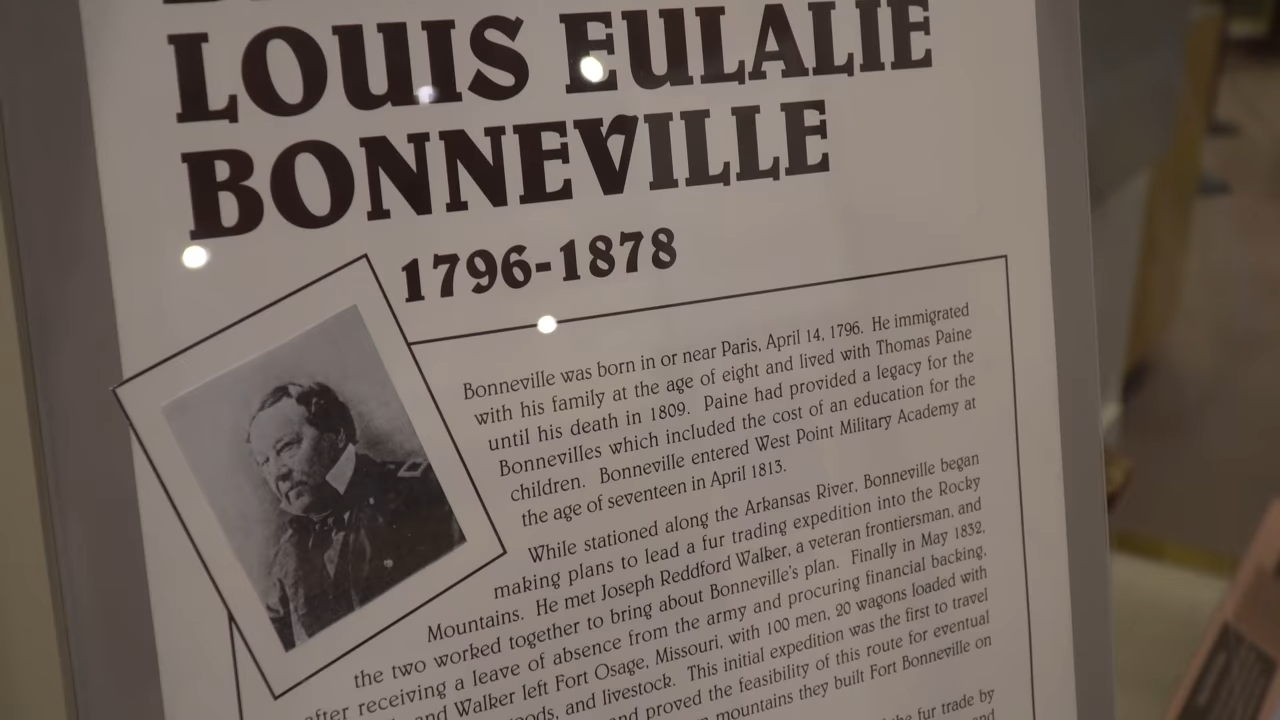 LOUIS EULALIE
BONNEVILLE
1796-1878
Bonneville was born in or near Paris, April 14, 1796. He immigrated
with his family at the age of eight and lived with Thomas Paine
until his death in 1809. Paine had provided a legacy for the
Bonnevilles which included the cost of an education for the
children. Bonneville entered West Point Military Academy at
the age of seventeen in April 1813.
While stationed along the Arkansas River, Bonneville began
making plans to lead a fur trading expedition into the Rocky
Mountains. He met Joseph Reddford Walker, a veteran frontiersman, and
the two worked together to bring about Bonneville's plan. Finally in May 1832,
after receiving a leave of absence from the army and procuring financial backing,
and Walker left Fort Osage, Missouri, with 100 men, 20 wagons loaded with
and livestock. This initial expedition was the first to travel
proved the feasibility of this route for eventual
mountains they built Fort Bonneville on
fur trade by
and